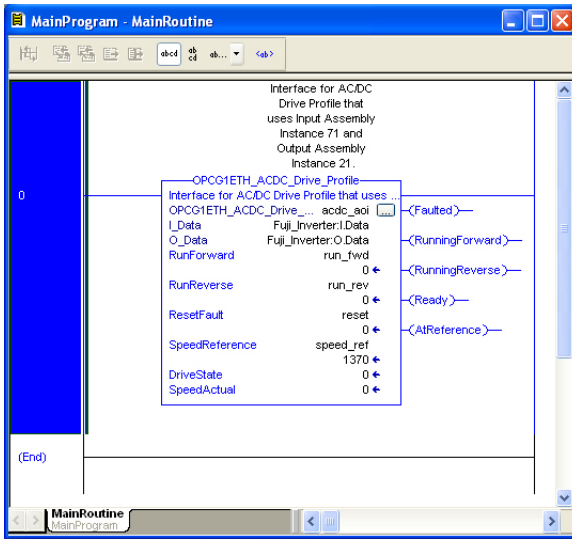 MainProgram - MainRoutine
abcd ab cd ab... <ab>
Interface for AC/DC
Drive Profile that
uses Input Assembly
Instance 71 and
Output Assembly
Instance 21.
OPCG1ETH_ACDC_Drive_Profile
0
Interface for AC/DC Drive Profile that uses ...
OPCG1ETH_ACDC_Drive_... acdc_aoi ... Faulted
I_Data Fuji_Inverter:I.Data
O_Data Fuji_Inverter:O.Data RunningForward
RunForward run_fwd
0 RunningReverse
RunReverse run_rev
0 Ready
ResetFault reset
0 AtReference
SpeedReference speed_ref
1370
DriveState 0
SpeedActual 0
(End)
MainRoutine
MainProgram